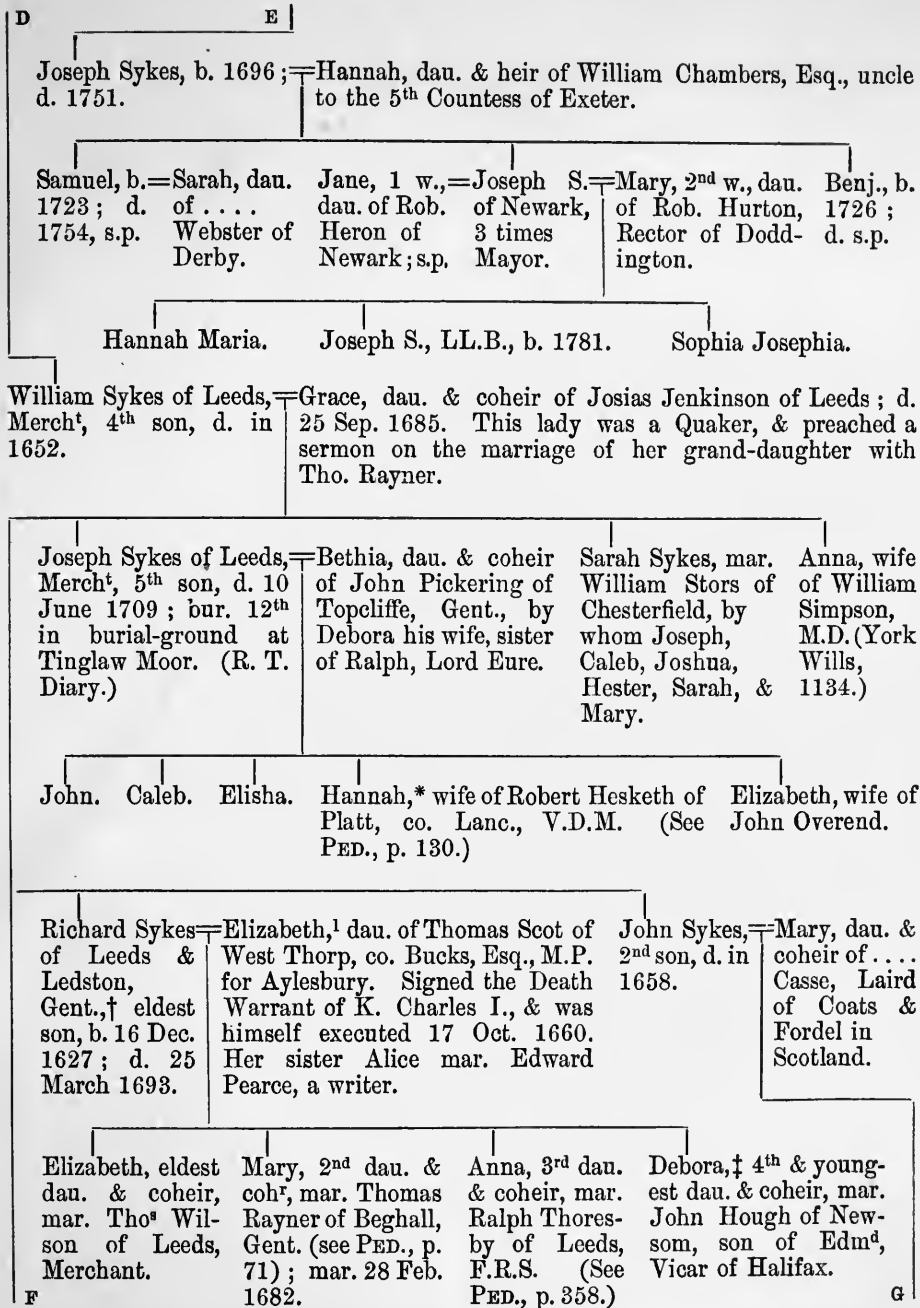 D E
Joseph Sykes, b. 1696 ;=Hannah, dau. & heir of William Chambers, Esq., uncle
d. 1751. to the 5th Countess of Exeter.
Samuel, b.=Sarah, dau. Jane, 1 w.,=Joseph S.=Mary, 2nd w., dau. Benj., b.
1723 ; d. of . . . . dau. of Rob. of Newark, of Rob. Hurton, 1726 ;
1754, s.p. Webster of Heron of 3 times Rector of Dodd- d. s.p.
Derby. Newark ; s.p. Mayor. ington.
Hannah Maria. Joseph S., LL.B., b. 1781. Sophia Josephia.
William Sykes of Leeds,=Grace, dau. & coheir of Josias Jenkinson of Leeds ; d.
Mercht, 4th son, d. in 25 Sep. 1685. This lady was a Quaker, & preached a
1652. sermon on the marriage of her grand-daughter with
Tho. Rayner.
Joseph Sykes of Leeds,=Bethia, dau. & coheir Sarah Sykes, mar. Anna, wife
Mercht, 5th son, d. 10 of John Pickering of William Stors of of William
June 1709 ; bur. 12th Topcliffe, Gent., by Chesterfield, by Simpson,
in burial-ground at Debora his wife, sister whom Joseph, M.D. (York
Tinglaw Moor. (R. T. of Ralph, Lord Eure. Caleb, Joshua, Wills,
Diary.) Hester, Sarah, & 1134.)
Mary.
John. Caleb. Elisha. Hannah,* wife of Robert Hesketh of Elizabeth, wife of
Platt, co. Lanc., V.D.M. (See John Overend.
PED., p. 130.)
Richard Sykes=Elizabeth,1 dau. of Thomas Scot of John Sykes,=Mary, dau. &
of Leeds & West Thorp, co. Bucks, Esq., M.P. 2nd son, d. in coheir of . . . .
Ledston, for Aylesbury. Signed the Death 1658. Casse, Laird
Gent.,† eldest Warrant of K. Charles I., & was of Coats &
son, b. 16 Dec. himself executed 17 Oct. 1660. Fordel in
1627 ; d. 25 Her sister Alice mar. Edward Scotland.
March 1693. Pearce, a writer.
Elizabeth, eldest Mary, 2nd dau. & Anna, 3rd dau. Debora,‡ 4th & young-
dau. & coheir, cohr, mar. Thomas & coheir, mar. est dau. & coheir, mar.
mar. Thos Wil- Rayner of Beghall, Ralph Thores- John Hough of New-
son of Leeds, Gent. (see PED., p. by of Leeds, som, son of Edmd,
Merchant. 71) ; mar. 28 Feb. F.R.S. (See Vicar of Halifax.
F 1682. PED., p. 358.) G